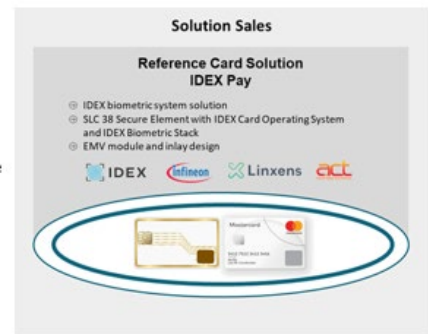 Solution Sales
Reference Card Solution
IDEX Pay
IDEX biometric system solution
SLC 38 Secure Element with IDEX Card Operating System
and IDEX Biometric Stack
EMV module and inlay design
IDEX
infineon
Linxens
act
Mastercard